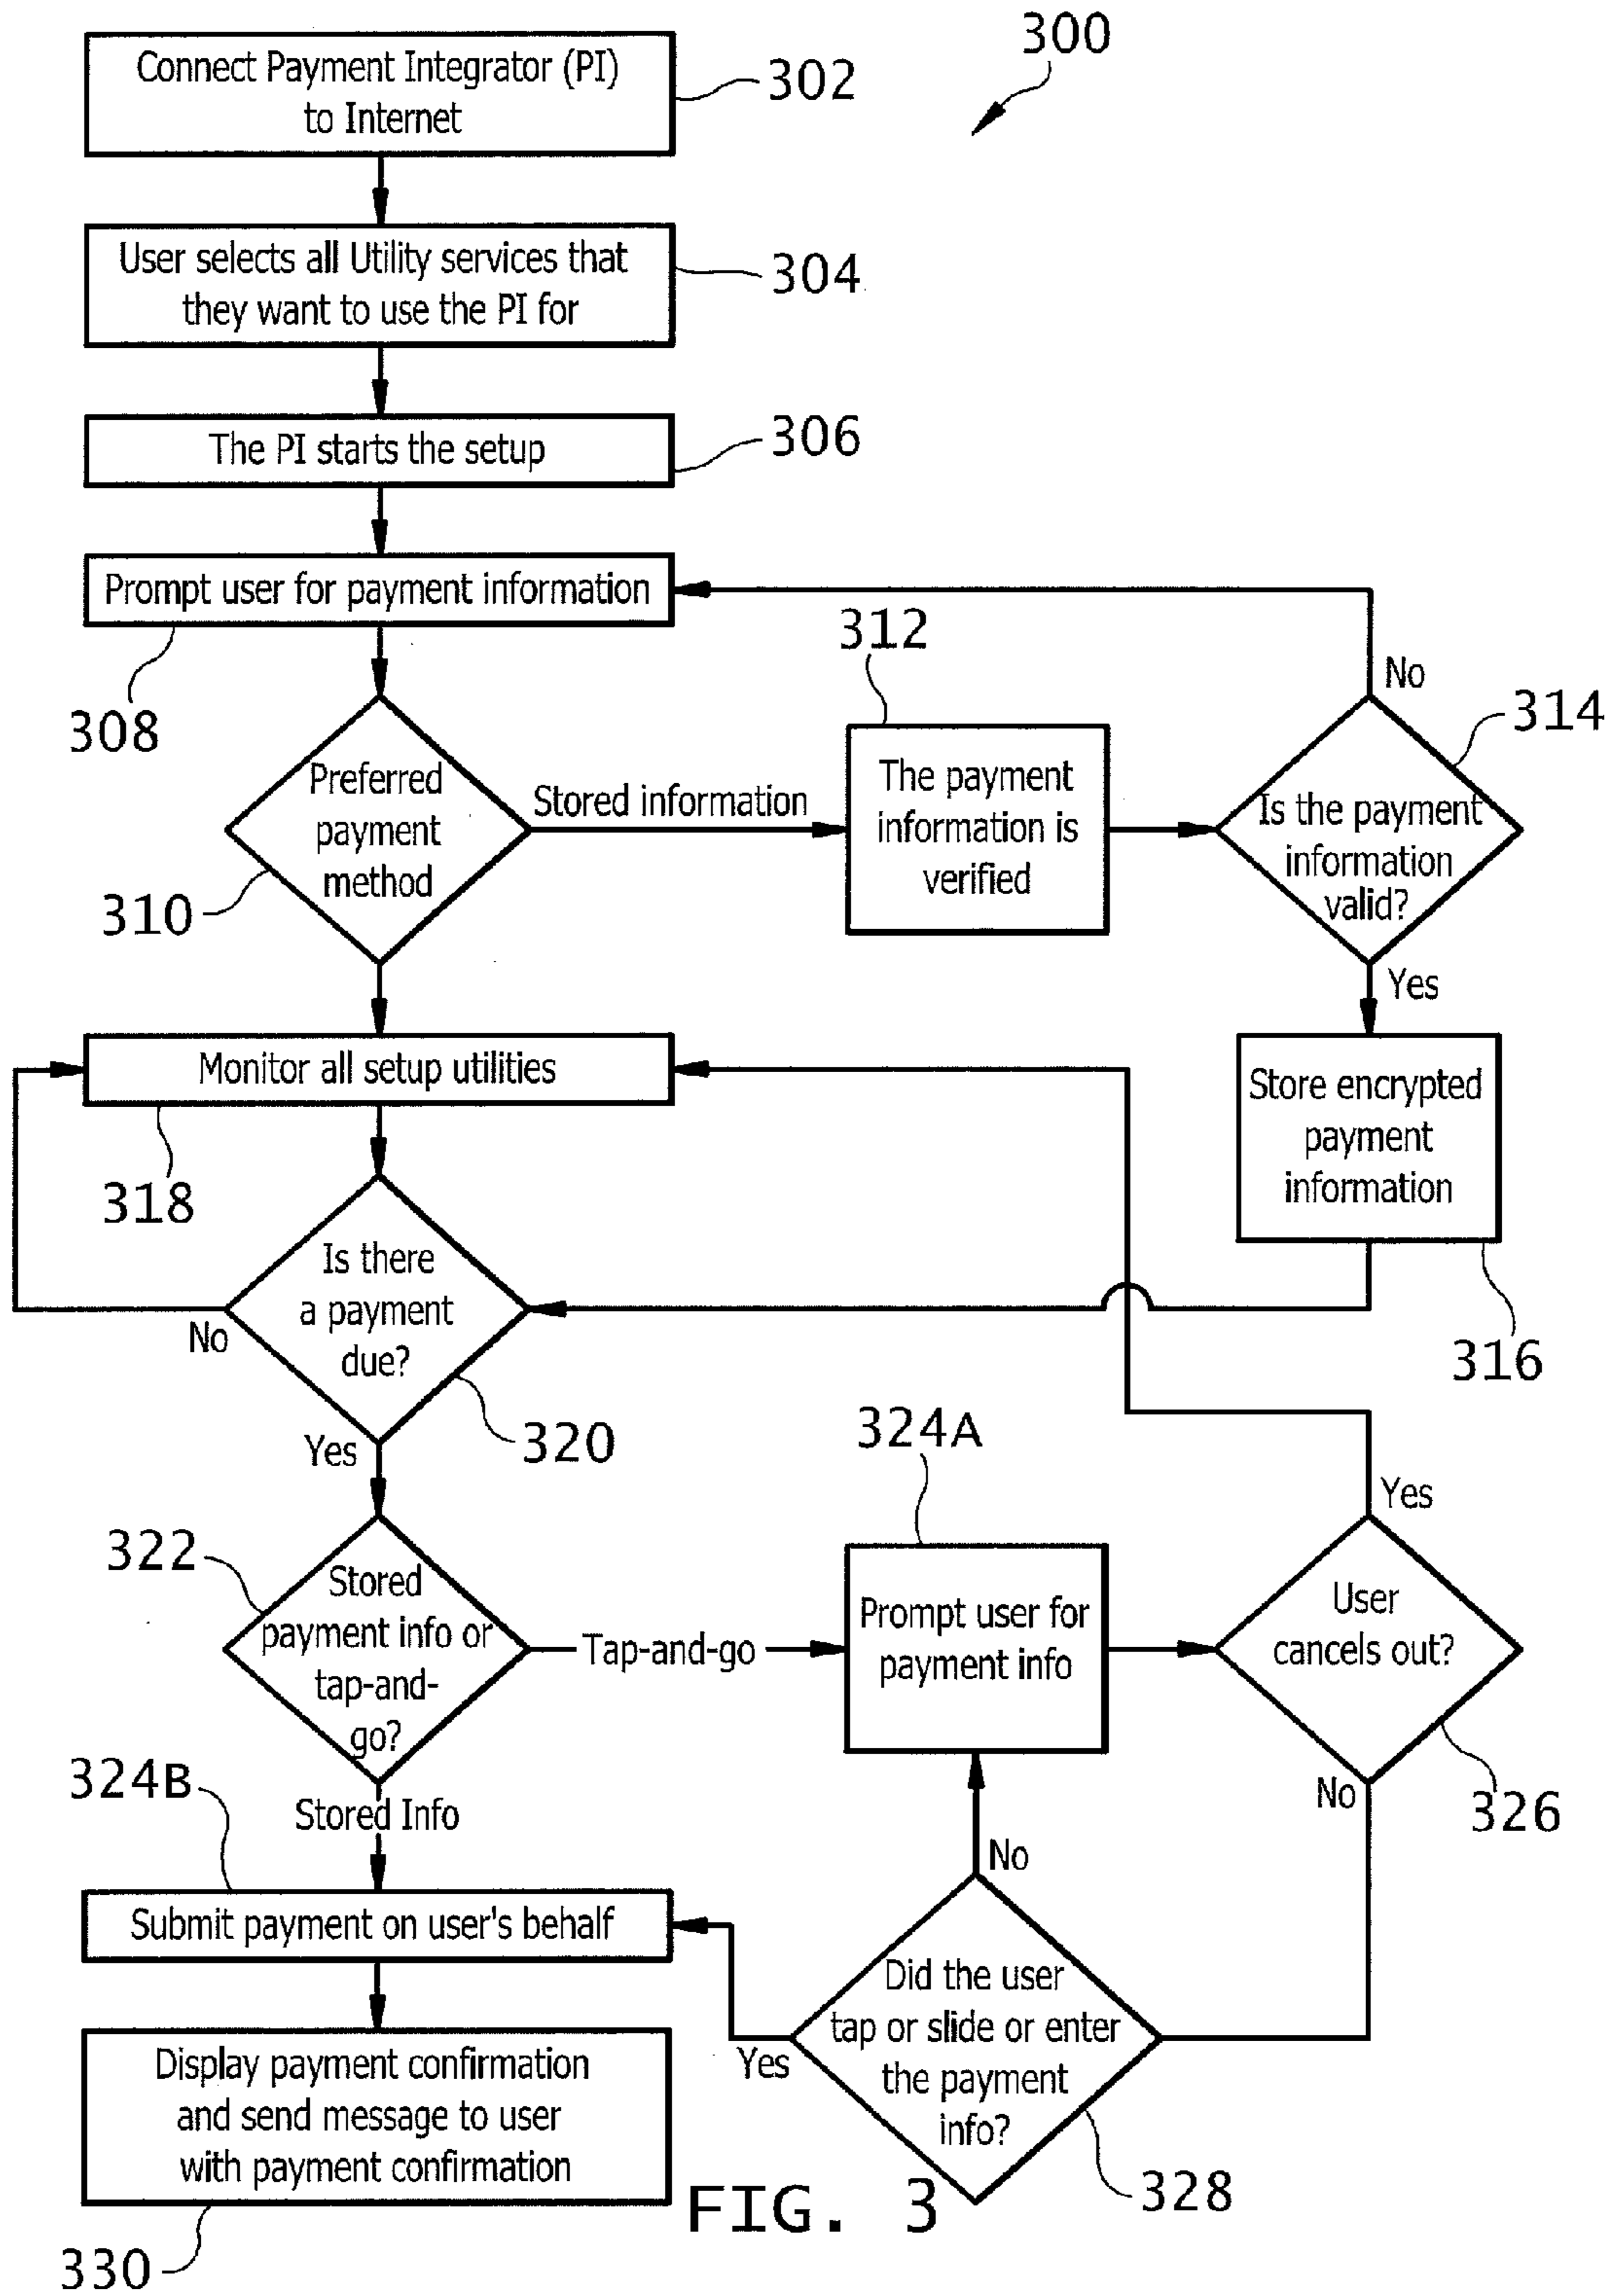 300
Connect Payment Integrator (PI)
to Internet
302
User selects all Utility services that
they want to use the PI for
304
The PI starts the setup
306
Prompt user for payment information
308
Preferred
payment
method
310
Stored information
312
The payment
information is
verified
No
314
Is the payment
information
valid?
Yes
Store encrypted
payment
information
316
Monitor all setup utilities
318
Is there
a payment
due?
No
320
Yes
322
Stored
payment info or
tap-and-
go?
Tap-and-go
324A
Prompt user for
payment info
Yes
User
cancels out?
No
326
324B
Stored Info
Submit payment on user's behalf
No
Did the user
tap or slide or enter
the payment
info?
Yes
328
Display payment confirmation
and send message to user
with payment confirmation
330
FIG. 3